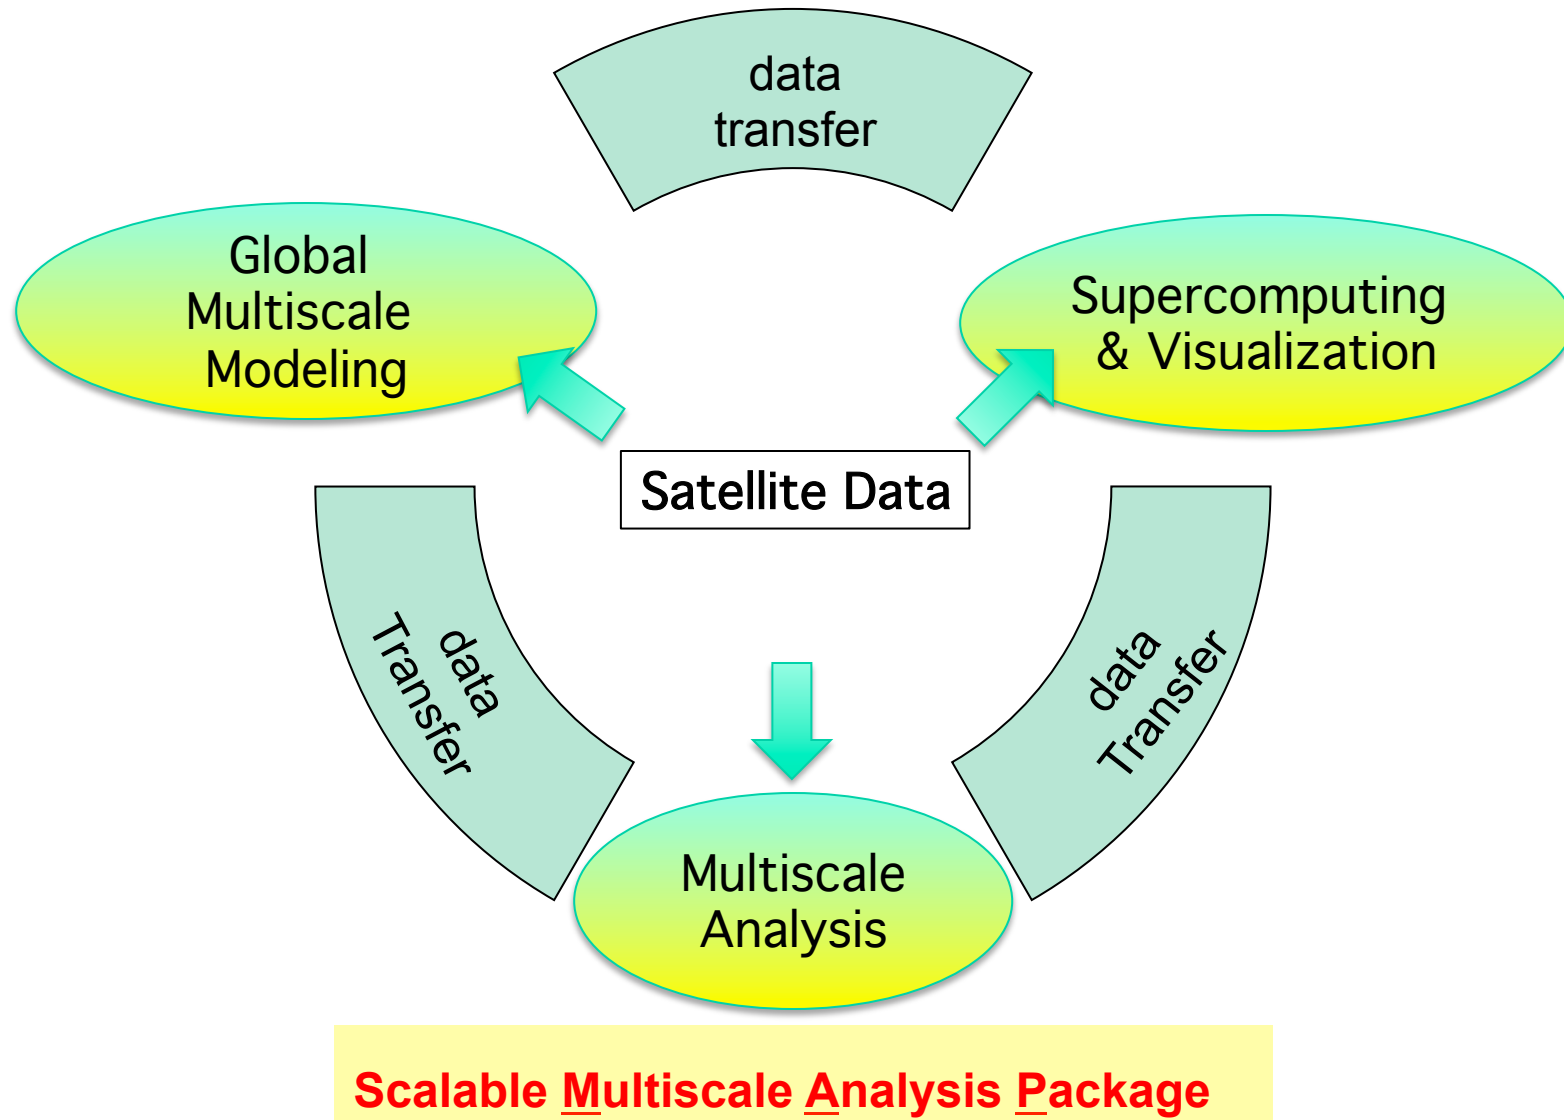 data
transfer
Global
Multiscale
Modeling
Supercomputing
& Visualization
Satellite Data
data
Transfer
data
Transfer
Multiscale
Analysis
Scalable Multiscale Analysis Package